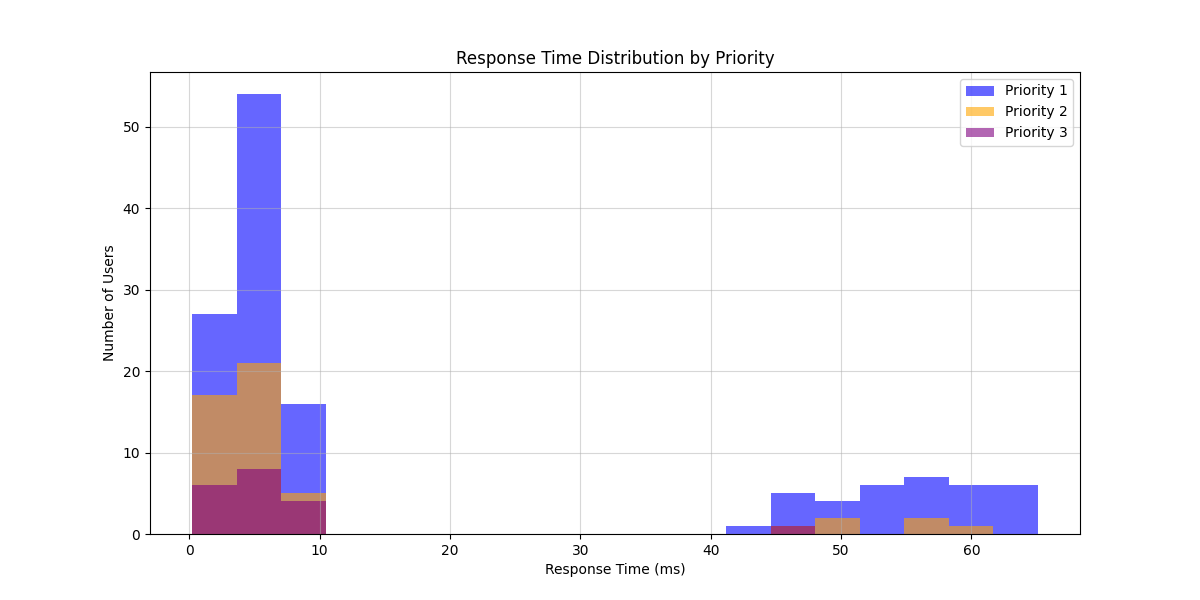 Response Time Distribution by Priority
Priority 1
Priority 2
Priority 3
Number of Users
50
40
30
20
10
0
0 10 20 30 40 50 60
Response Time (ms)